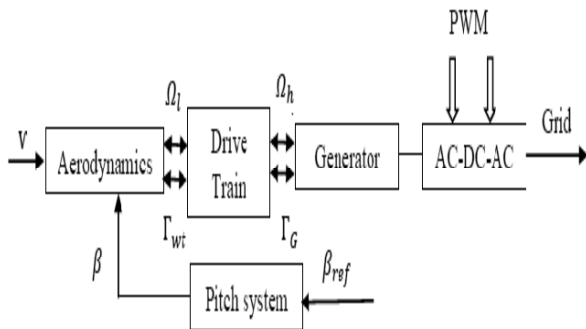 PWM
Ω_l
Ω_h
Grid
v
Aerodynamics
Drive
Train
Generator
AC-DC-AC
Γ_wt
Γ_G
β
β_ref
Pitch system